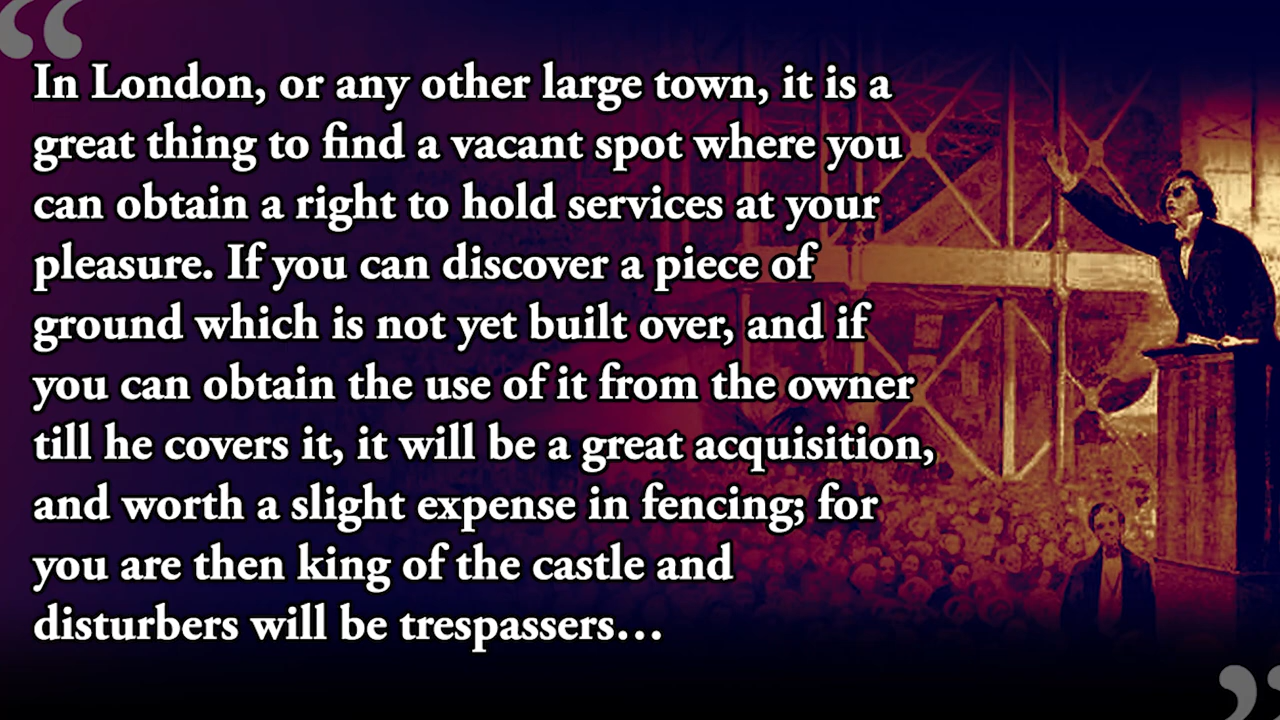 In London, or any other large town, it is a
great thing to find a vacant spot where you
can obtain a right to hold services at your
pleasure. If you can discover a piece of
ground which is not yet built over, and if
you can obtain the use of it from the owner
till he covers it, it will be a great acquisition,
and worth a slight expense in fencing; for
you are then king of the castle and
disturbers will be trespassers…